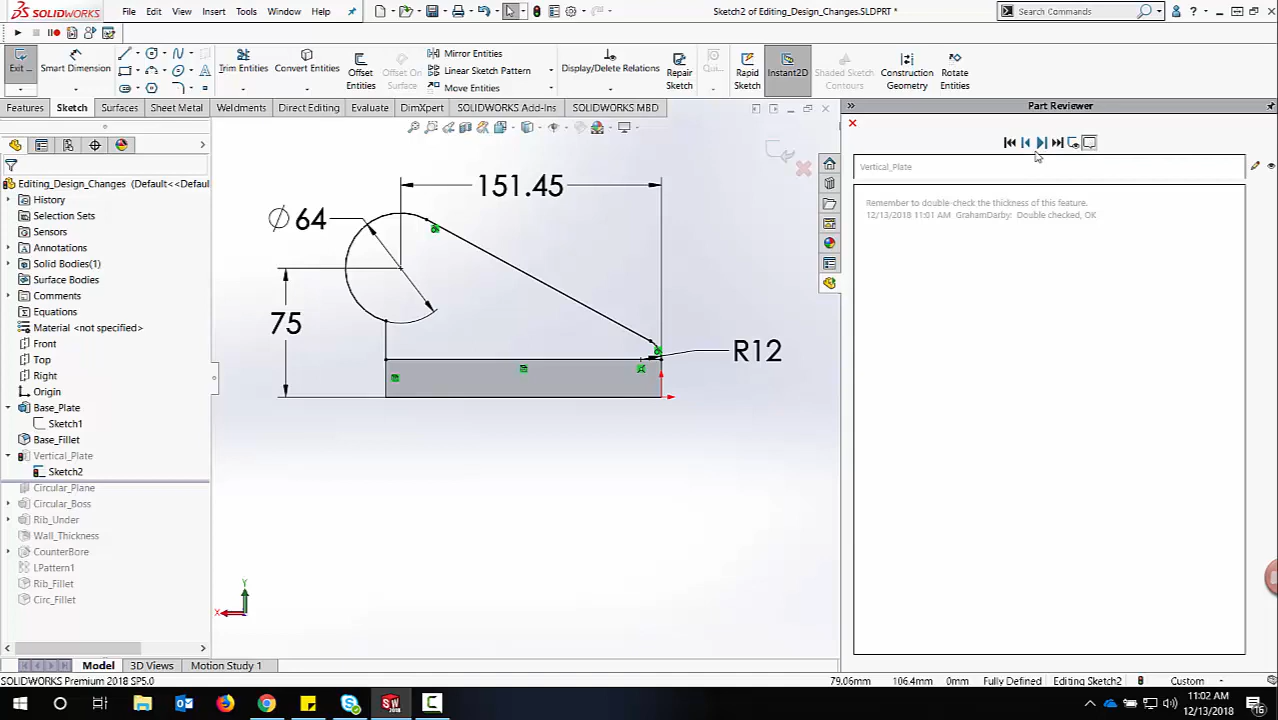 SOLIDWORKS
File Edit View Insert Tools Window Help
Sketch2 of Editing_Design_Changes.SLDPRT *
Search Commands
Exit ...
Smart Dimension
Trim Entities
Convert Entities
Offset Entities
Offset On Surface
Mirror Entities
Linear Sketch Pattern
Move Entities
Display/Delete Relations
Repair Sketch
Qui...
Rapid Sketch
Instant2D
Shaded Sketch Contours
Construction Geometry
Rotate Entities
Features Sketch Surfaces Sheet Metal Weldments Direct Editing Evaluate DimXpert SOLIDWORKS Add-Ins SOLIDWORKS MBD
Part Reviewer
Vertical_Plate
Remember to double-check the thickness of this feature.
12/13/2018 11:01 AM GrahamDarby: Double checked, OK
Editing_Design_Changes (Default<<Defaul
History
Selection Sets
Sensors
Annotations
Solid Bodies(1)
Surface Bodies
Comments
Equations
Material <not specified>
Front
Top
Right
Origin
Base_Plate
Sketch1
Base_Fillet
Vertical_Plate
Sketch2
Circular_Plane
Circular_Boss
Rib_Under
Wall_Thickness
CounterBore
LPattern1
Rib_Fillet
Circ_Fillet
151.45
∅64
75
R12
Y
X
Model 3D Views Motion Study 1
SOLIDWORKS Premium 2018 SP5.0
79.06mm 106.4mm 0mm Fully Defined Editing Sketch2 Custom
11:02 AM
12/13/2018
16